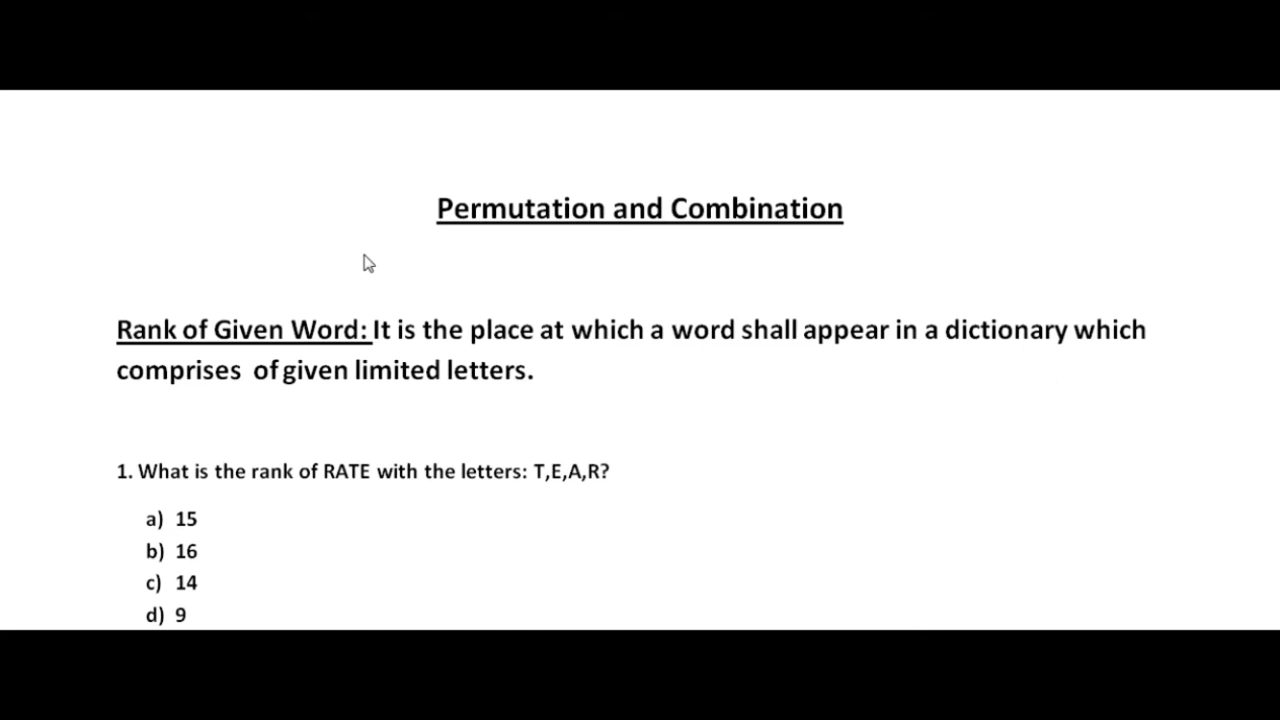 Permutation and Combination
Rank of Given Word: It is the place at which a word shall appear in a dictionary which
comprises of given limited letters.
1. What is the rank of RATE with the letters: T,E,A,R?
a) 15
b) 16
c) 14
d) 9